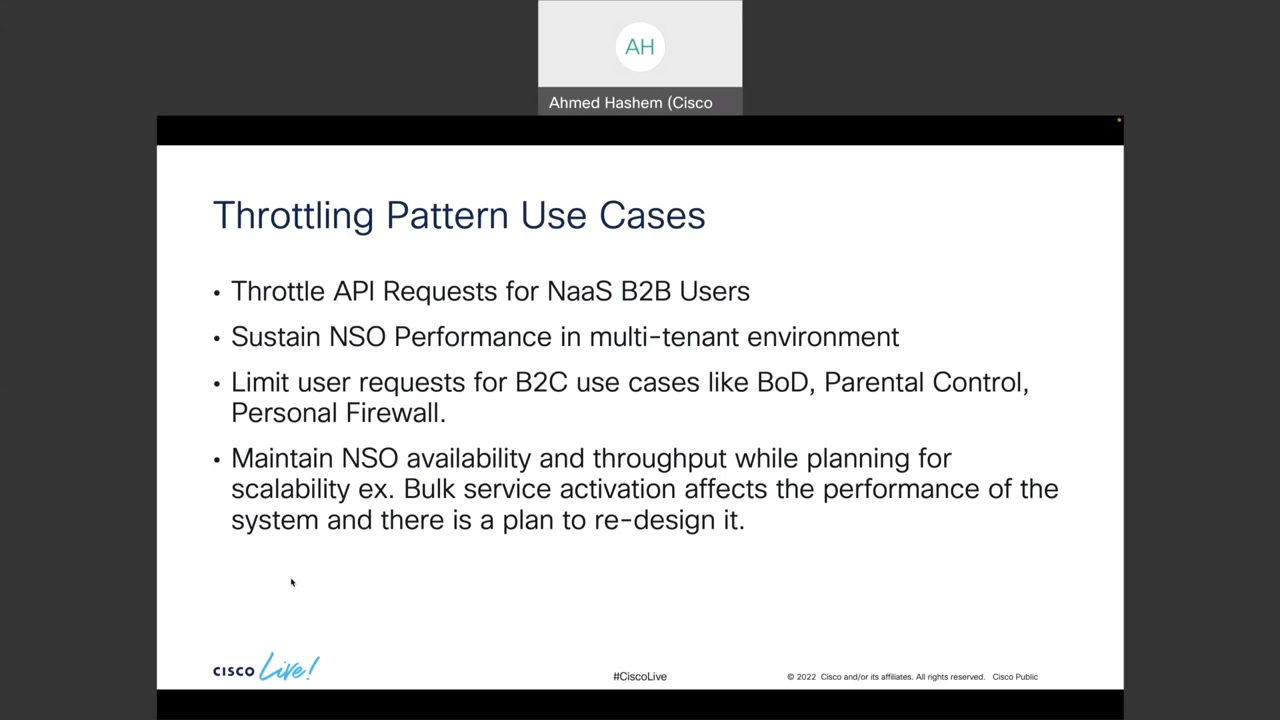 AH
Ahmed Hashem (Cisco
Throttling Pattern Use Cases
• Throttle API Requests for NaaS B2B Users
• Sustain NSO Performance in multi-tenant environment
• Limit user requests for B2C use cases like BoD, Parental Control,
Personal Firewall.
• Maintain NSO availability and throughput while planning for
scalability ex. Bulk service activation affects the performance of the
system and there is a plan to re-design it.
CISCO Live!
#CiscoLive
© 2022 Cisco and/or its affiliates. All rights reserved. Cisco Public